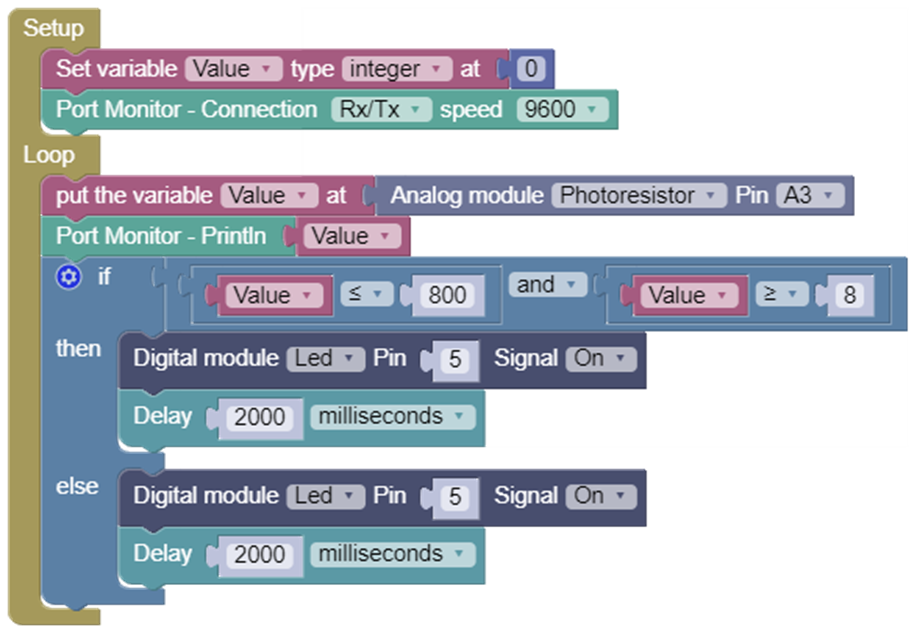 Setup
Set variable Value type integer at 0
Port Monitor - Connection Rx/Tx speed 9600
Loop
put the variable Value at Analog module Photoresistor Pin A3
Port Monitor - Println Value
if Value ≤ 800 and Value ≥ 8
then Digital module Led Pin 5 Signal On
Delay 2000 milliseconds
else Digital module Led Pin 5 Signal On
Delay 2000 milliseconds